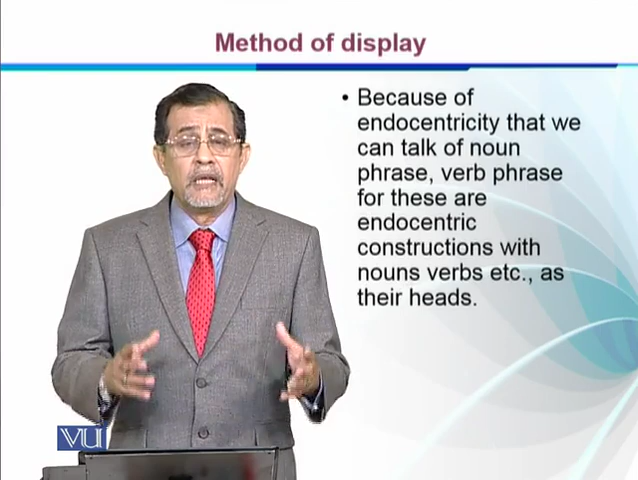 Method of display
• Because of
endocentricity that we
can talk of noun
phrase, verb phrase
for these are
endocentric
constructions with
nouns verbs etc., as
their heads.
VU